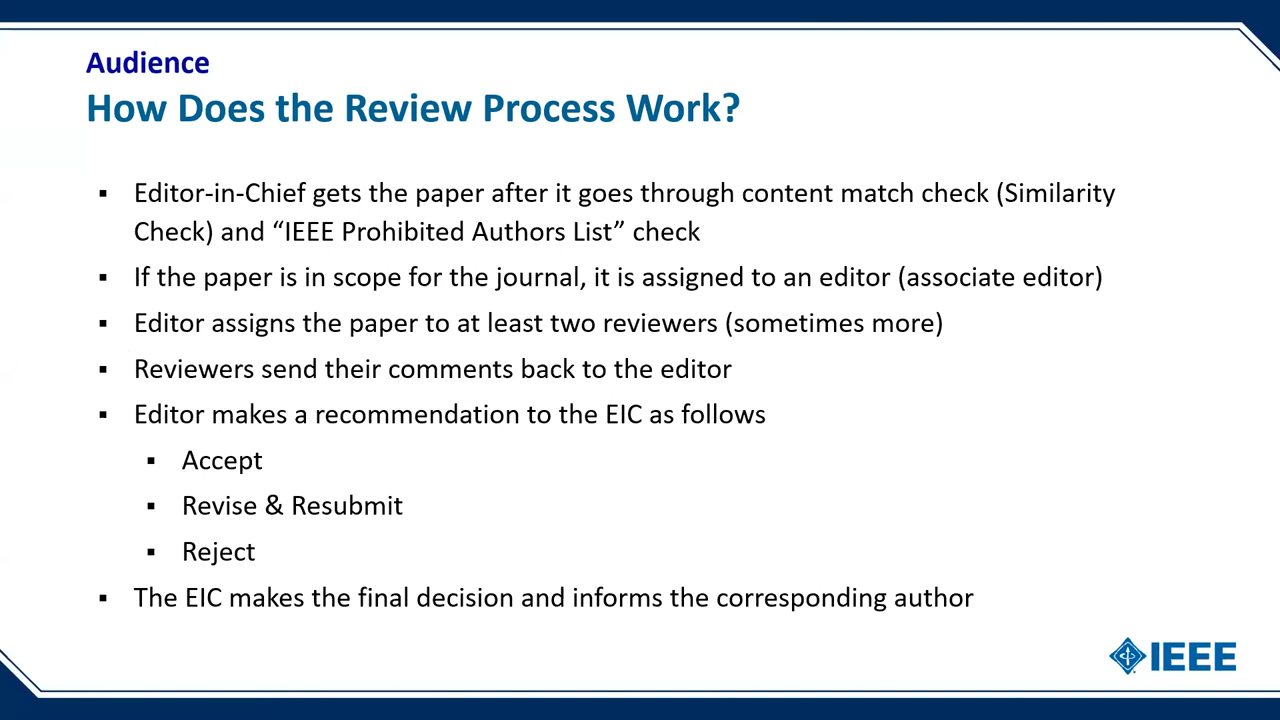 Audience
How Does the Review Process Work?
▪ Editor-in-Chief gets the paper after it goes through content match check (Similarity
Check) and “IEEE Prohibited Authors List” check
▪ If the paper is in scope for the journal, it is assigned to an editor (associate editor)
▪ Editor assigns the paper to at least two reviewers (sometimes more)
▪ Reviewers send their comments back to the editor
▪ Editor makes a recommendation to the EIC as follows
▪ Accept
▪ Revise & Resubmit
▪ Reject
▪ The EIC makes the final decision and informs the corresponding author
IEEE